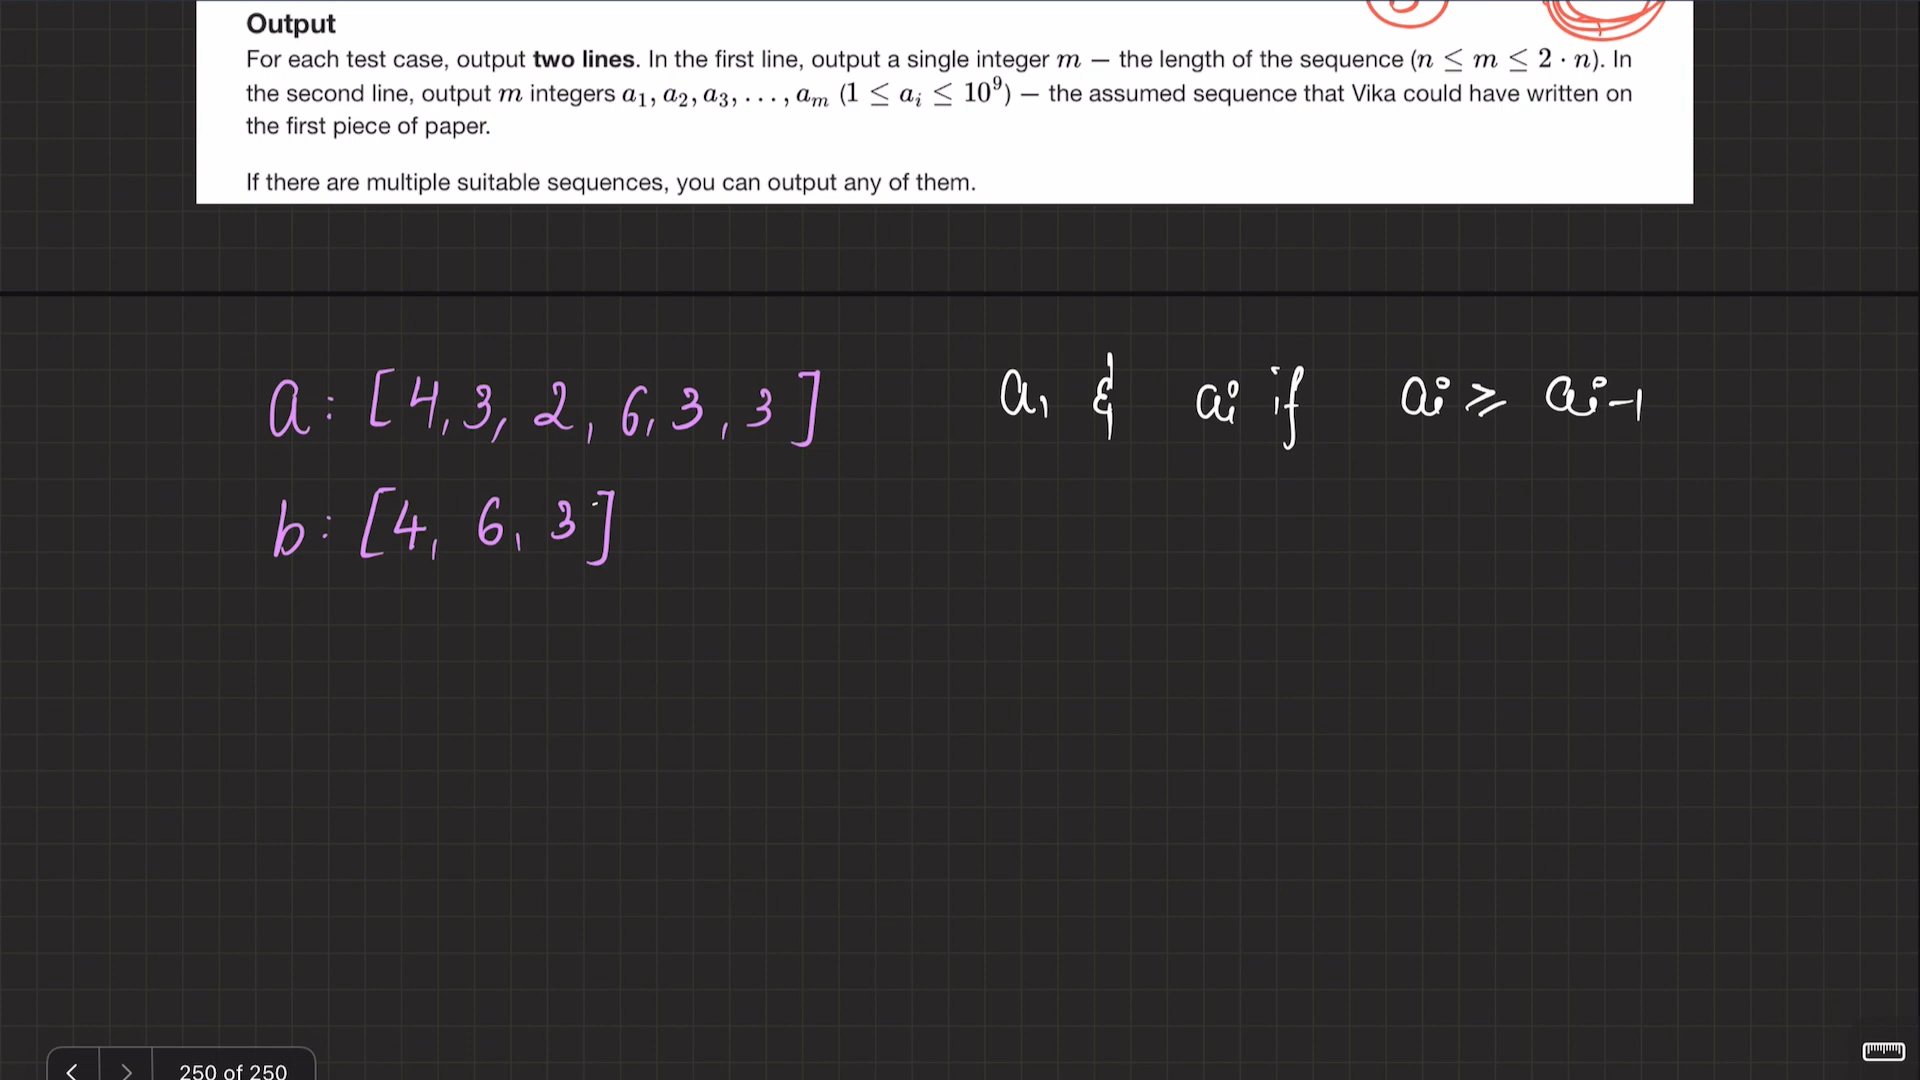 Output
For each test case, output two lines. In the first line, output a single integer m — the length of the sequence (n ≤ m ≤ 2 · n). In
the second line, output m integers a₁, a₂, a₃, . . . , aₘ (1 ≤ aᵢ ≤ 10⁹) — the assumed sequence that Vika could have written on
the first piece of paper.
If there are multiple suitable sequences, you can output any of them.
a: [4, 3, 2, 6, 3, 3] a₁ & aᵢ if aᵢ ≥ aᵢ₋₁
b: [4, 6, 3]
250 of 250